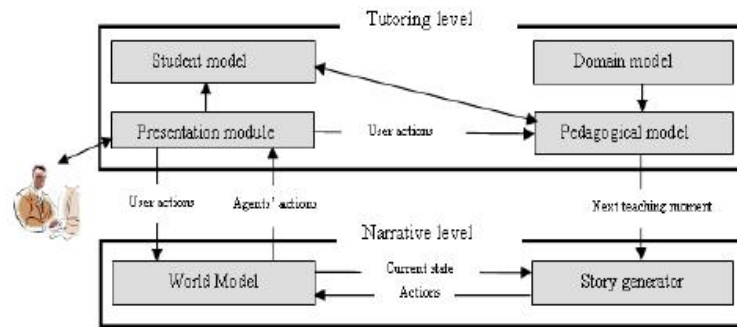 Tutoring level
Student model
Domain model
Presentation module
User actions
Pedagogical model
User actions
Agents' actions
Next teaching moment
Narrative level
World Model
Current state
Actions
Story generator